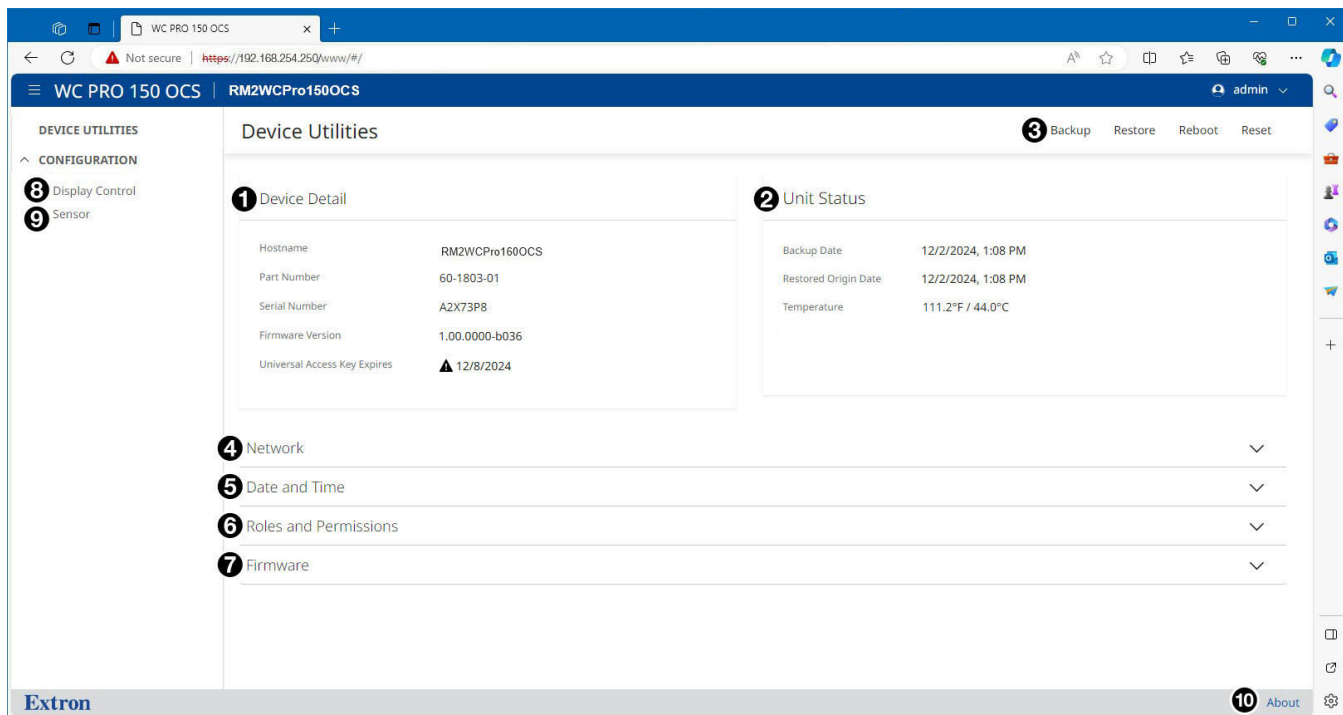 WC PRO 150 OCS
Not secure https://192.168.254.250/www/#/
WC PRO 150 OCS RM2WCPro150OCS admin
DEVICE UTILITIES
CONFIGURATION
8 Display Control
9 Sensor
Device Utilities
3 Backup Restore Reboot Reset
1 Device Detail
Hostname RM2WCPro160OCS
Part Number 60-1803-01
Serial Number A2X73P8
Firmware Version 1.00.0000-b036
Universal Access Key Expires 12/8/2024
2 Unit Status
Backup Date 12/2/2024, 1:08 PM
Restored Origin Date 12/2/2024, 1:08 PM
Temperature 111.2°F / 44.0°C
4 Network
5 Date and Time
6 Roles and Permissions
7 Firmware
Extron
10 About